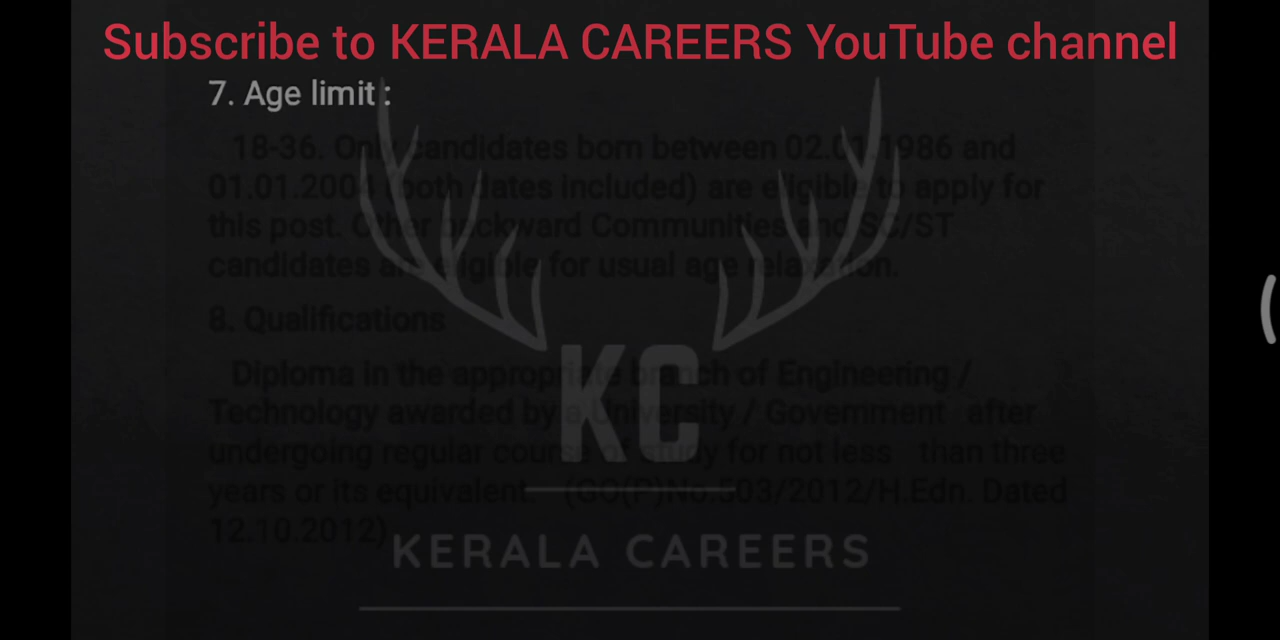 Subscribe to KERALA CAREERS YouTube channel
7. Age limit :
18-36. Only candidates born between 02.01.1986 and
01.01.2004 (both dates included) are eligible to apply for
this post. Other backward Communities and SC/ST
candidates are eligible for usual age relaxation.
8. Qualifications
Diploma in the appropriate branch of Engineering /
Technology awarded by a University / Government after
undergoing regular course of study for not less than three
years or its equivalent. (GO(P)No.503/2012/H.Edn. Dated
12.10.2012)
KC
KERALA CAREERS